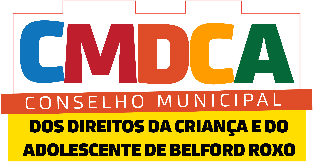 CMDCA
CONSELHO MUNICIPAL
DOS DIREITOS DA CRIANÇA E DO
ADOLESCENTE DE BELFORD ROXO